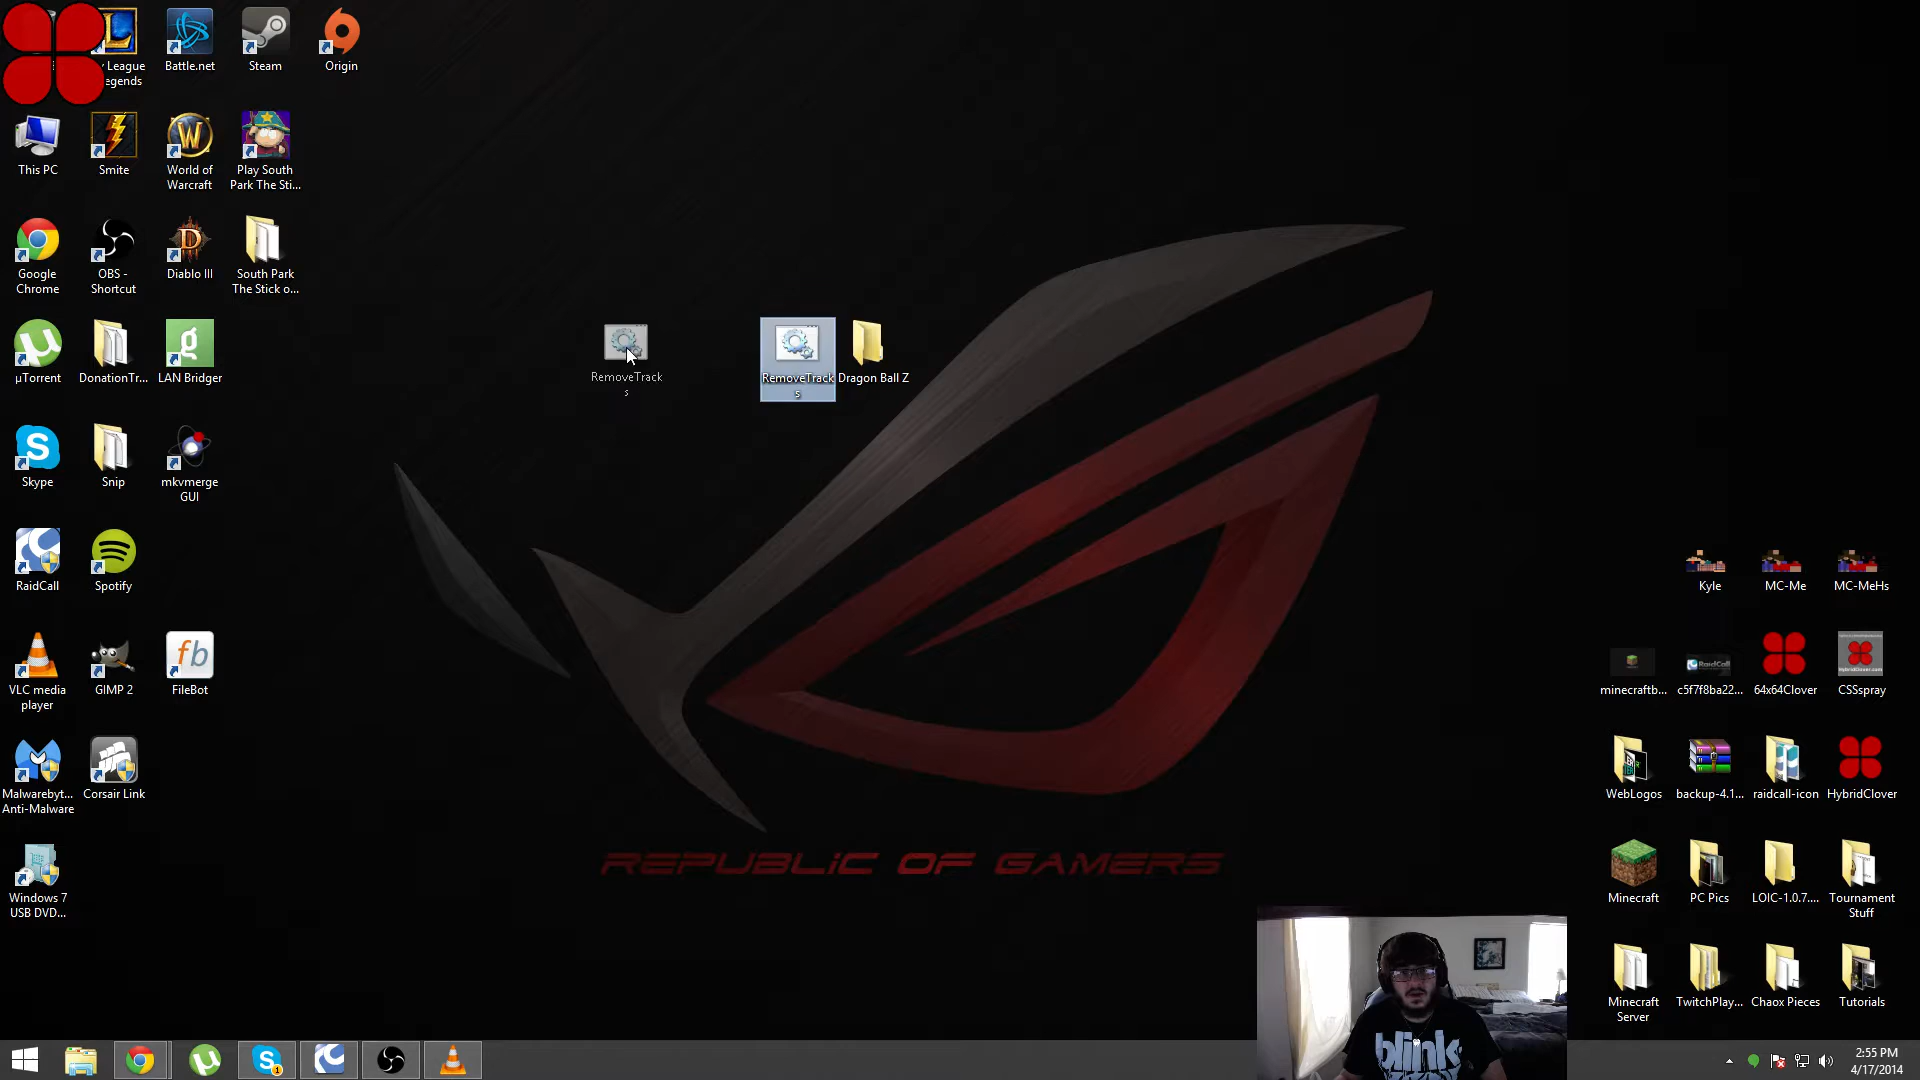 League
egends
Battle.net
Steam
Origin
This PC
Smite
World of
Warcraft
Play South
Park The Sti...
Google
Chrome
OBS -
Shortcut
Diablo III
South Park
The Stick o...
µTorrent
DonationTr...
LAN Bridger
RemoveTrack
s
RemoveTrack
s
Dragon Ball Z
Skype
Snip
mkvmerge
GUI
RaidCall
Spotify
Kyle
MC-Me
MC-MeHs
VLC media
player
GIMP 2
FileBot
minecraftb...
RaidCall
c5f7f8ba22...
64x64Clover
HybridClover.com
CSSspray
Malwarebyt...
Anti-Malware
Corsair Link
WebLogos
backup-4.1...
raidcall-icon
HybridClover
REPUBLIC OF GAMERS
Windows 7
USB DVD...
Minecraft
PC Pics
LOIC-1.0.7....
Tournament
Stuff
Minecraft
Server
TwitchPlay...
Chaox Pieces
Tutorials
blink
2:55 PM
4/17/2014